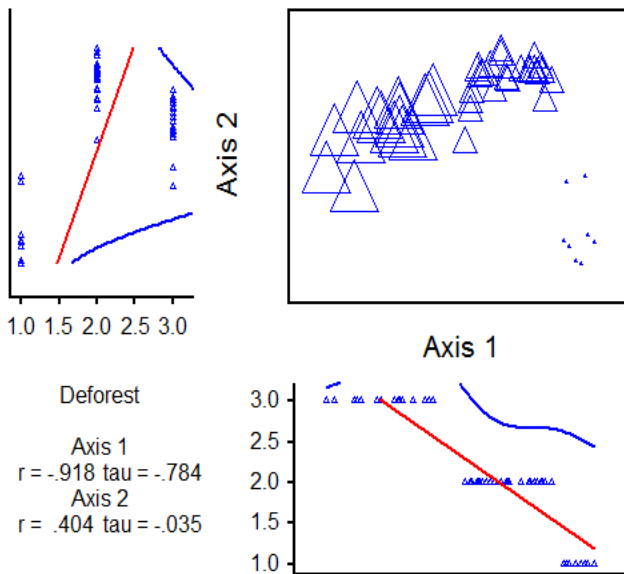 Axis 2
1.0 1.5 2.0 2.5 3.0
Axis 1
Deforest
Axis 1
r = -.918 tau = -.784
Axis 2
r = .404 tau = -.035
3.0
2.5
2.0
1.5
1.0